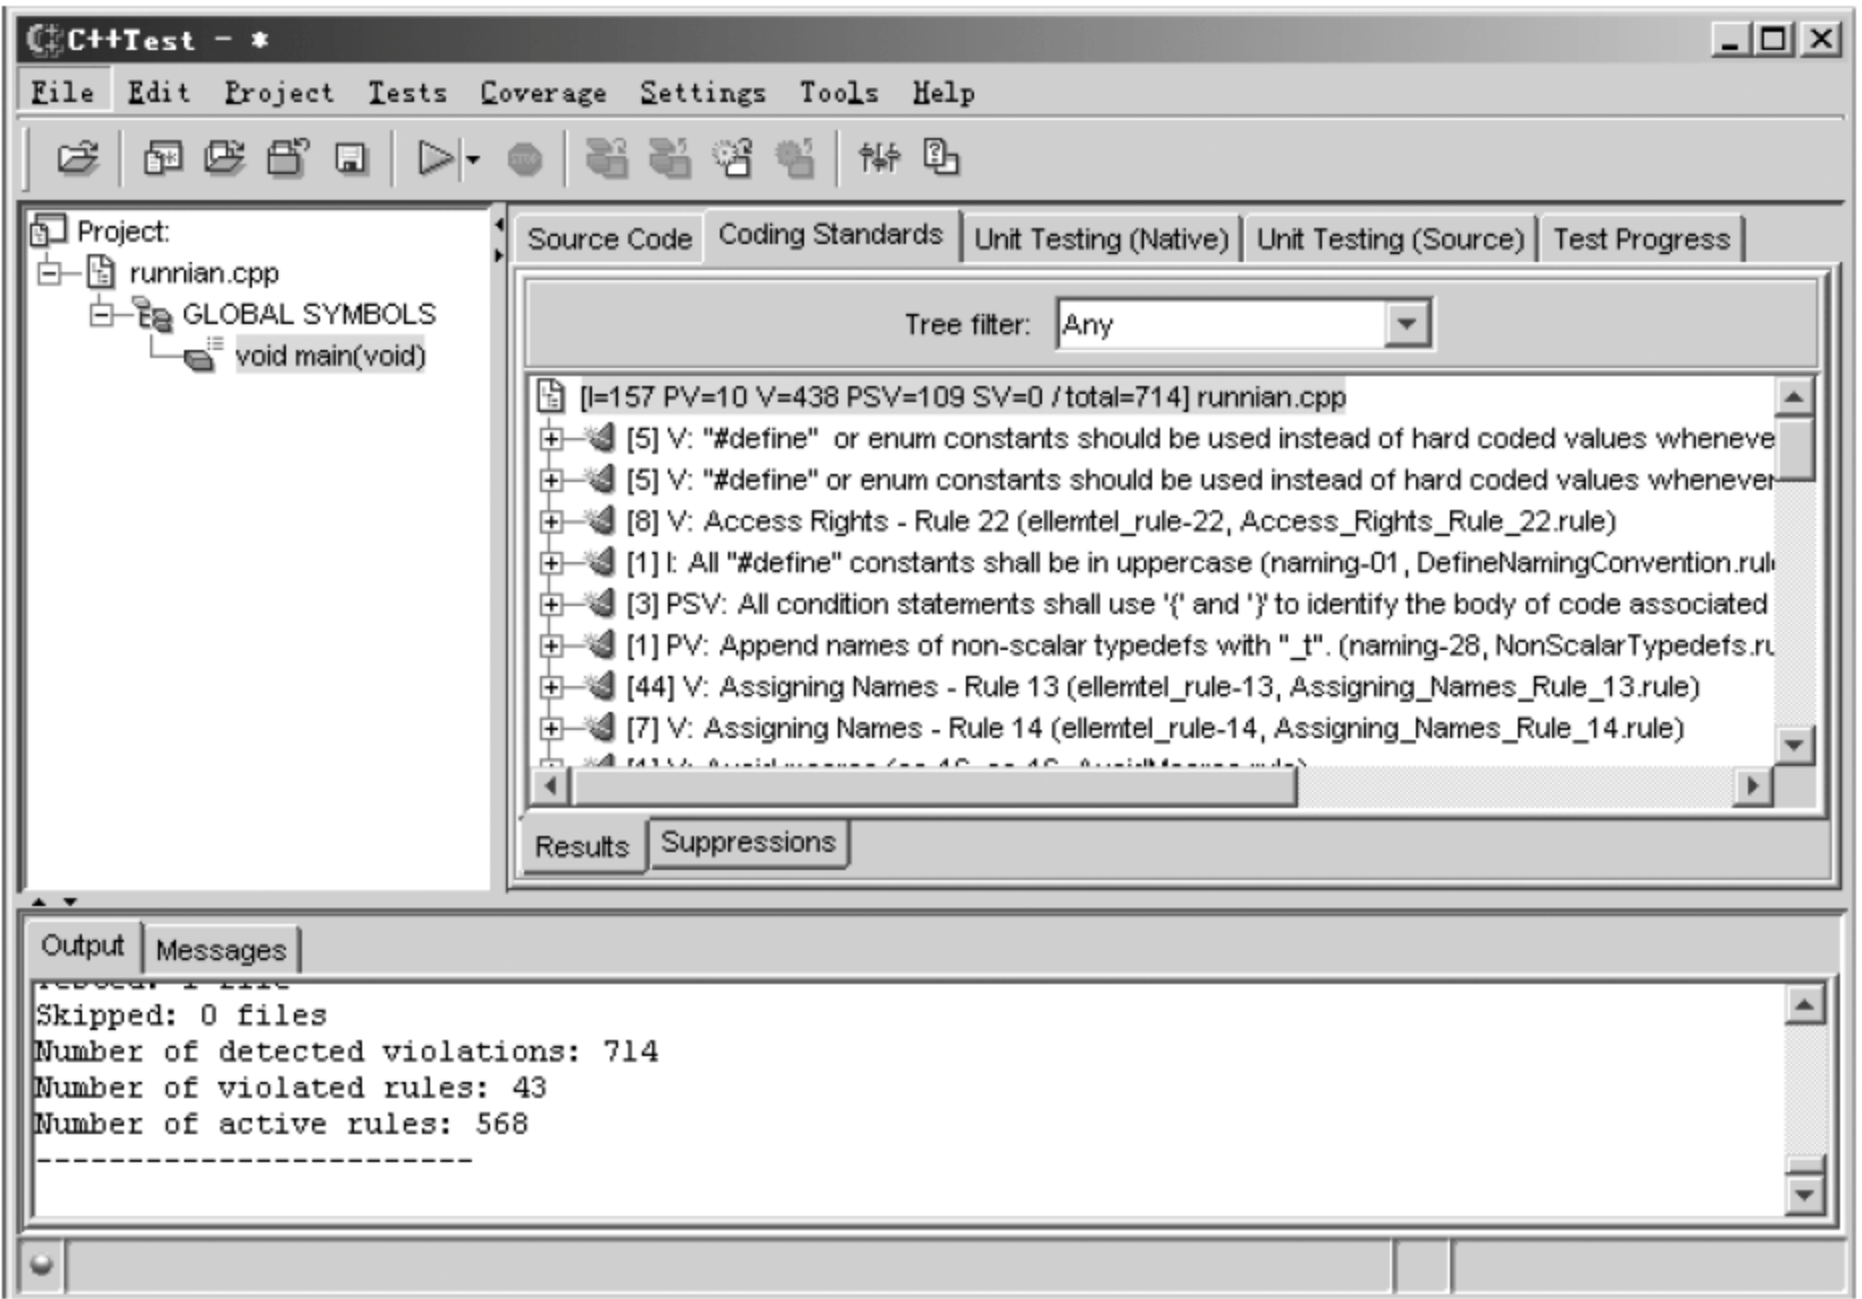 C++Test - *
File Edit Project Tests Coverage Settings Tools Help
STOP
Project:
runnian.cpp
GLOBAL SYMBOLS
void main(void)
Source Code Coding Standards Unit Testing (Native) Unit Testing (Source) Test Progress
Tree filter: Any
[I=157 PV=10 V=438 PSV=109 SV=0 / total=714] runnian.cpp
[5] V: "#define" or enum constants should be used instead of hard coded values wheneve
[5] V: "#define" or enum constants should be used instead of hard coded values whenever
[8] V: Access Rights - Rule 22 (ellemtel_rule-22, Access_Rights_Rule_22.rule)
[1] I: All "#define" constants shall be in uppercase (naming-01, DefineNamingConvention.rule
[3] PSV: All condition statements shall use '{' and '}' to identify the body of code associated
[1] PV: Append names of non-scalar typedefs with "_t". (naming-28, NonScalarTypedefs.ru
[44] V: Assigning Names - Rule 13 (ellemtel_rule-13, Assigning_Names_Rule_13.rule)
[7] V: Assigning Names - Rule 14 (ellemtel_rule-14, Assigning_Names_Rule_14.rule)
Results Suppressions
Output Messages
Skipped: 0 files
Number of detected violations: 714
Number of violated rules: 43
Number of active rules: 568
------------------------